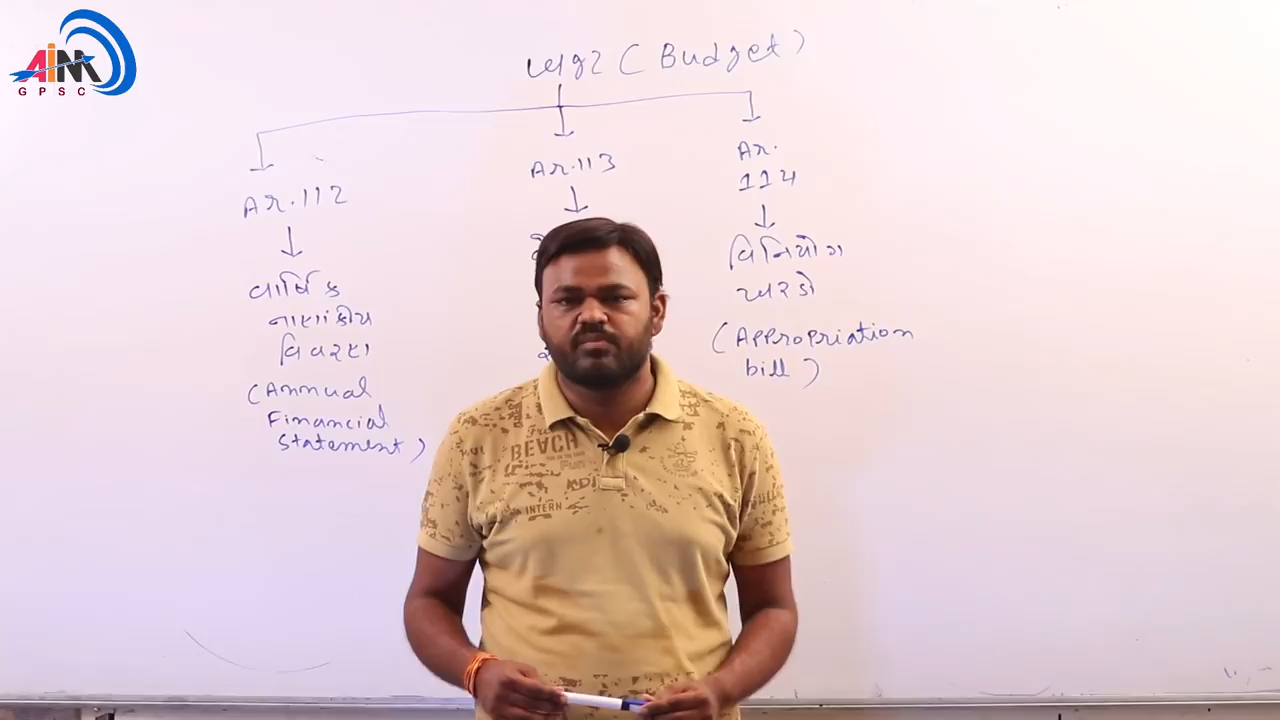 AIM
GPSC
બજેટ (Budget)
Ar. 112
વાર્ષિક
નાણાંકીય
વિવરણ
(Annual
Financial
Statement)
Ar. 113
Ar.
114
વિનિયોગ
ખરડો
(Appropriation
bill)
BEACH
Fun
INTERN